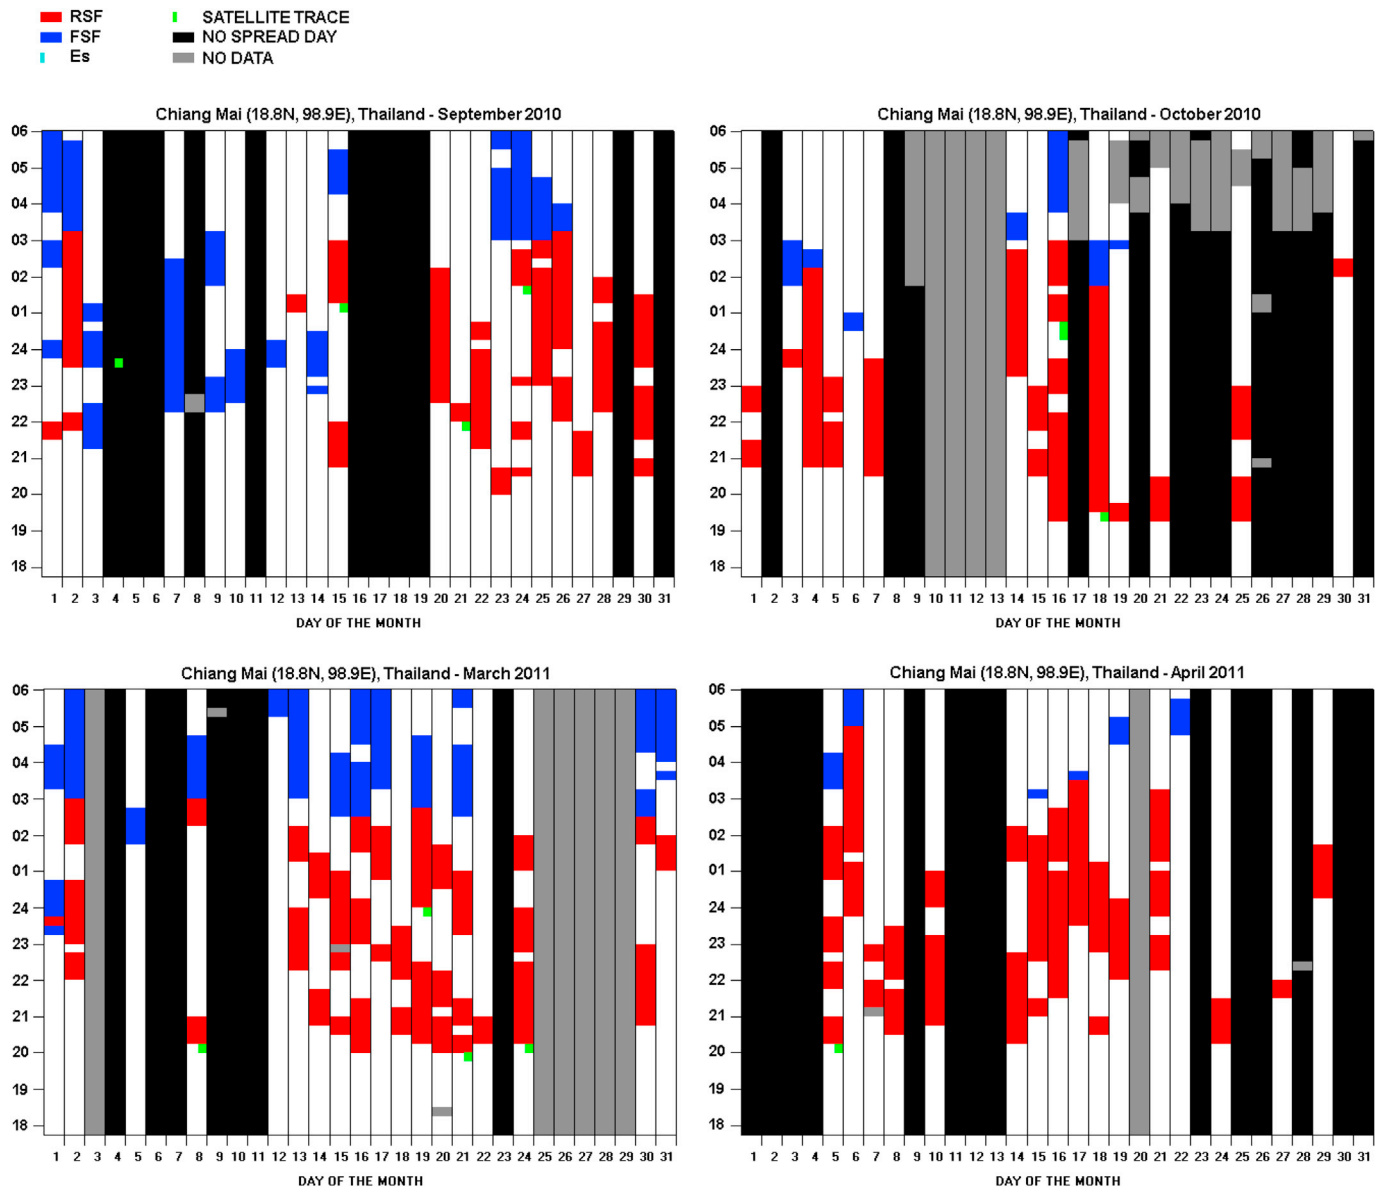 RSF
SATELLITE TRACE
FSF
NO SPREAD DAY
Es
NO DATA
Chiang Mai (18.8N, 98.9E), Thailand - September 2010
06
05
04
03
02
01
24
23
22
21
20
19
18
1 2 3 4 5 6 7 8 9 10 11 12 13 14 15 16 17 18 19 20 21 22 23 24 25 26 27 28 29 30 31
DAY OF THE MONTH
Chiang Mai (18.8N, 98.9E), Thailand - October 2010
06
05
04
03
02
01
24
23
22
21
20
19
18
1 2 3 4 5 6 7 8 9 10 11 12 13 14 15 16 17 18 19 20 21 22 23 24 25 26 27 28 29 30 31
DAY OF THE MONTH
Chiang Mai (18.8N, 98.9E), Thailand - March 2011
06
05
04
03
02
01
24
23
22
21
20
19
18
1 2 3 4 5 6 7 8 9 10 11 12 13 14 15 16 17 18 19 20 21 22 23 24 25 26 27 28 29 30 31
DAY OF THE MONTH
Chiang Mai (18.8N, 98.9E), Thailand - April 2011
06
05
04
03
02
01
24
23
22
21
20
19
18
1 2 3 4 5 6 7 8 9 10 11 12 13 14 15 16 17 18 19 20 21 22 23 24 25 26 27 28 29 30 31
DAY OF THE MONTH